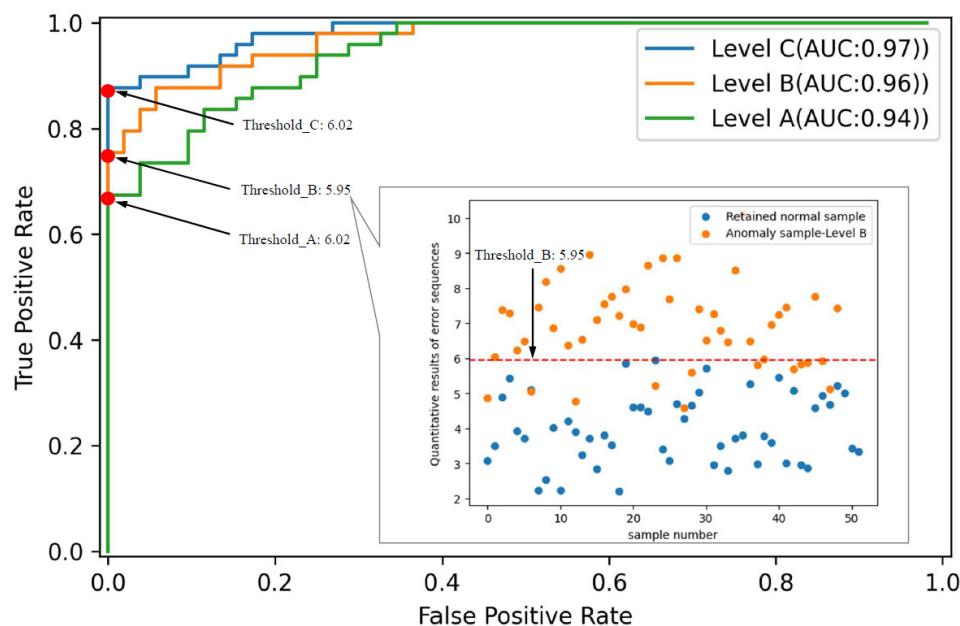 1.0
0.8
0.6
0.4
0.2
0.0
True Positive Rate
0.0
0.2
0.4
0.6
0.8
1.0
False Positive Rate
Level C(AUC:0.97))
Level B(AUC:0.96))
Level A(AUC:0.94))
Threshold_C: 6.02
Threshold_B: 5.95
Threshold_A: 6.02
10
9
8
7
6
5
4
3
2
Quantitative results of error sequences
Retained normal sample
Anomaly sample-Level B
Threshold_B: 5.95
0
10
20
30
40
50
sample number